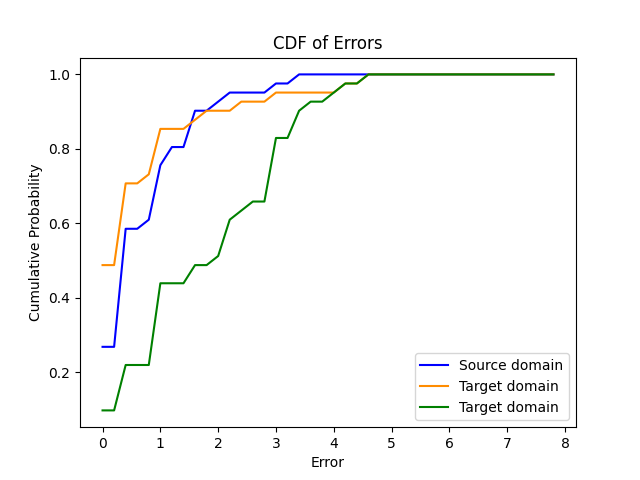 CDF of Errors
Cumulative Probability
1.0
0.8
0.6
0.4
0.2
0 1 2 3 4 5 6 7 8
Error
Source domain
Target domain
Target domain